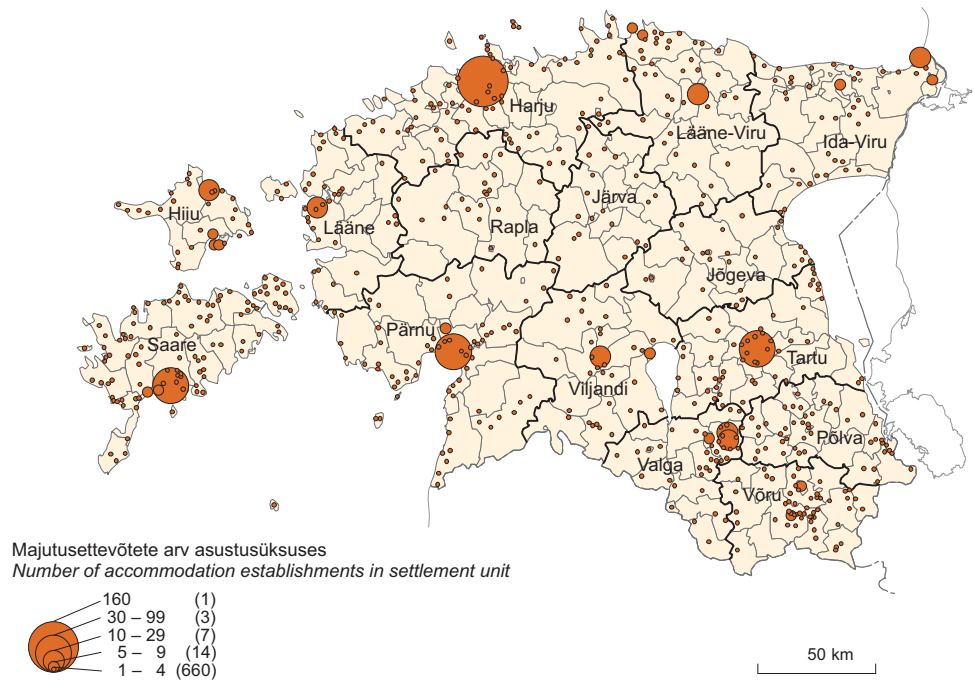 Harju
Lääne-Viru
Ida-Viru
Järva
Hiiu
Lääne
Rapla
Jõgeva
Pärnu
Saare
Tartu
Viljandi
Põlva
Valga
Võru
Majutusettevõtete arv asustusüksuses
Number of accommodation establishments in settlement unit
160 (1)
30 – 99 (3)
10 – 29 (7)
5 – 9 (14)
1 – 4 (660)
50 km